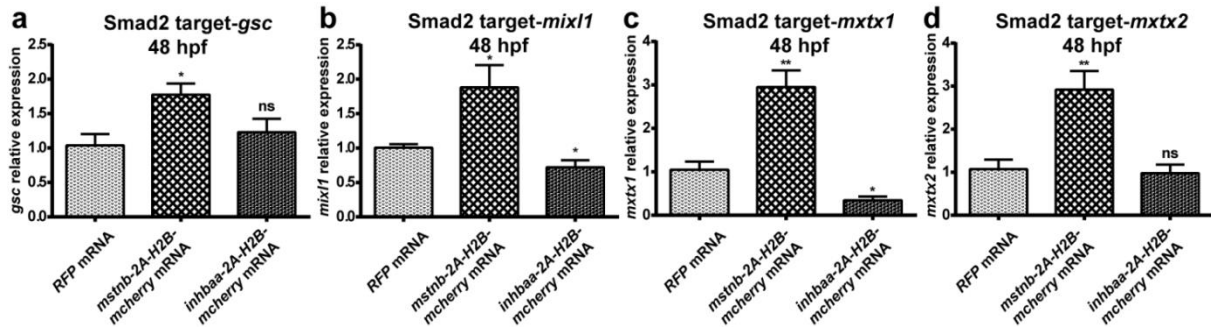 a
Smad2 target-gsc
48 hpf
gsc relative expression
2.5
2.0
1.5
1.0
0.5
0.0
*
ns
RFP mRNA
mstnb-2A-H2B-
mcherry mRNA
inhbaa-2A-H2B-
mcherry mRNA
b
Smad2 target-mixl1
48 hpf
mixl1 relative expression
2.5
2.0
1.5
1.0
0.5
0.0
*
*
RFP mRNA
mstnb-2A-H2B-
mcherry mRNA
inhbaa-2A-H2B-
mcherry mRNA
c
Smad2 target-mxtx1
48 hpf
mxtx1 relative expression
4
3
2
1
0
**
*
RFP mRNA
mstnb-2A-H2B-
mcherry mRNA
inhbaa-2A-H2B-
mcherry mRNA
d
Smad2 target-mxtx2
48 hpf
mxtx2 relative expression
4
3
2
1
0
**
ns
RFP mRNA
mstnb-2A-H2B-
mcherry mRNA
inhbaa-2A-H2B-
mcherry mRNA